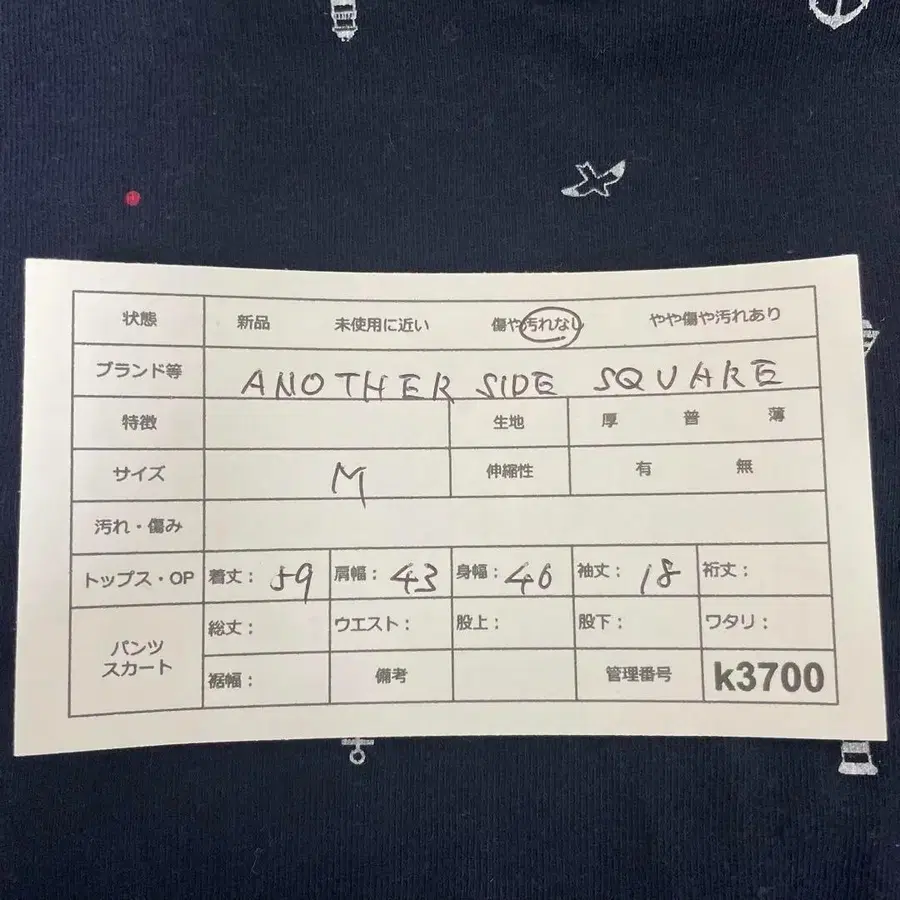 状態 新品 未使用に近い 傷や汚れなし やや傷や汚れあり
ブランド等 ANOTHER SIDE SQUARE
特徴 生地 厚 普 薄
サイズ M 伸縮性 有 無
汚れ・傷み
トップス・OP 着丈: 59 肩幅: 43 身幅: 46 袖丈: 18 裄丈:
パンツ スカート 総丈: ウエスト: 股上: 股下: ワタリ:
裾幅: 備考 管理番号 k3700